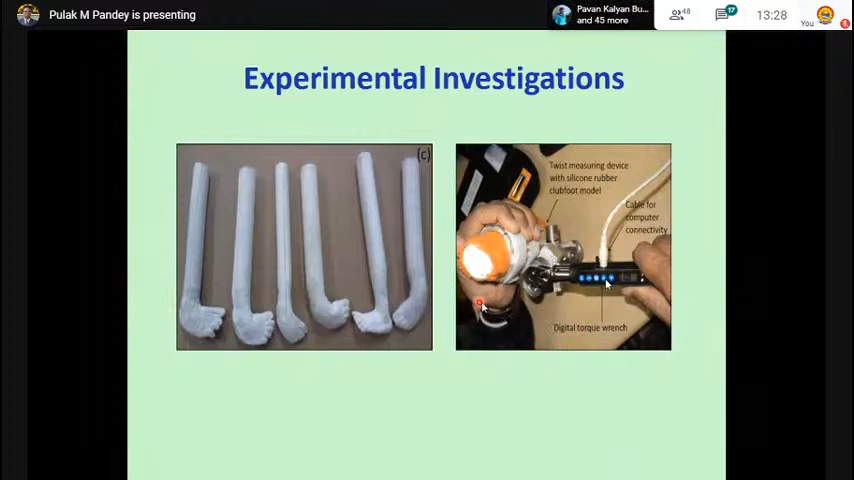 Pulak M Pandey is presenting
Pavan Kalyan Bu...
and 45 more
48
17
13:28
You
Experimental Investigations
(c)
Twist measuring device
with silicone rubber
clubfoot model
Cable for
computer
connectivity
Digital torque wrench